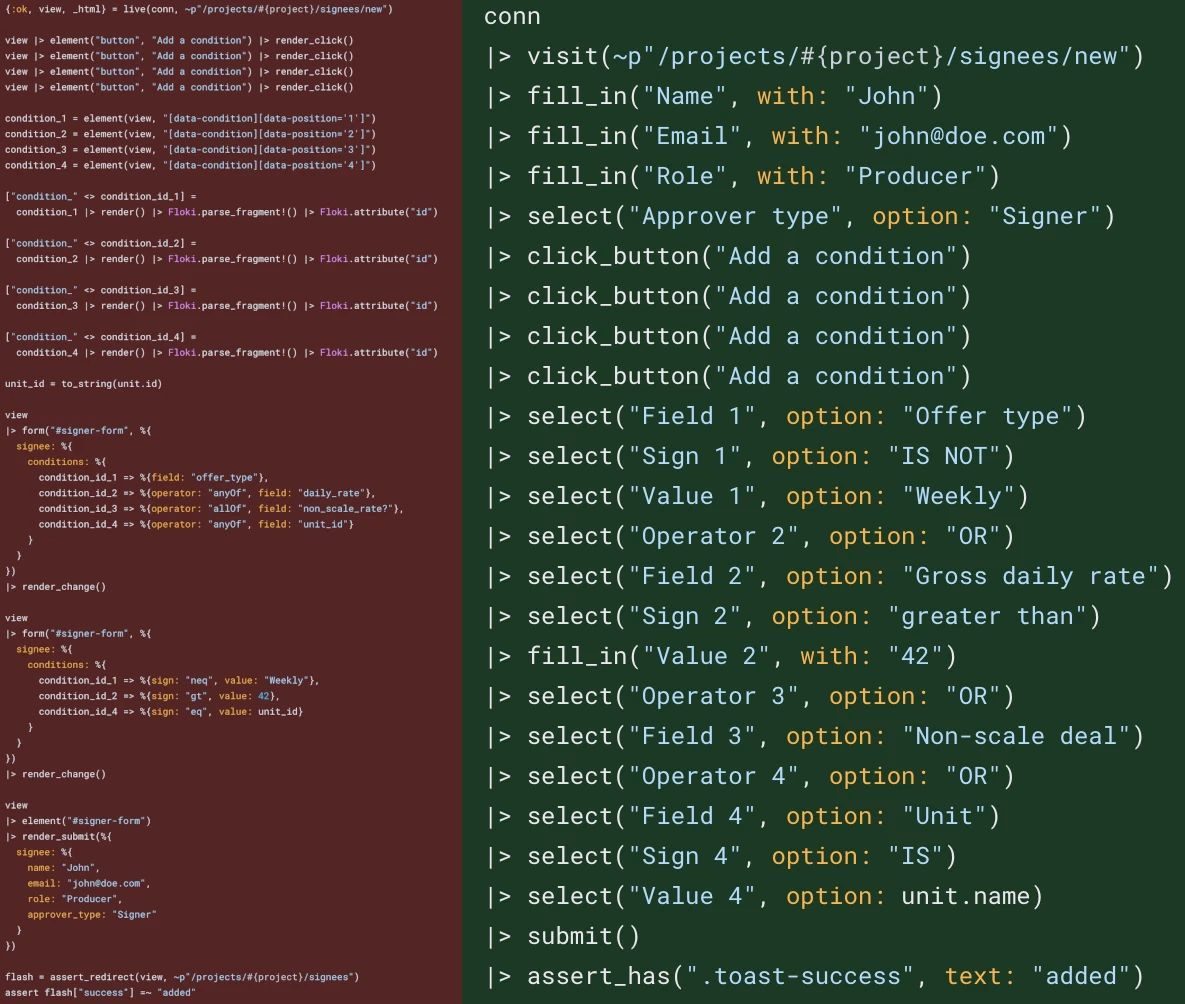 {:ok, view, _html} = live(conn, ~p"/projects/#{project}/signees/new")

view |> element("button", "Add a condition") |> render_click()
view |> element("button", "Add a condition") |> render_click()
view |> element("button", "Add a condition") |> render_click()
view |> element("button", "Add a condition") |> render_click()

condition_1 = element(view, "[data-condition][data-position='1']")
condition_2 = element(view, "[data-condition][data-position='2']")
condition_3 = element(view, "[data-condition][data-position='3']")
condition_4 = element(view, "[data-condition][data-position='4']")

["condition_" <> condition_id_1] =
  condition_1 |> render() |> Floki.parse_fragment!() |> Floki.attribute("id")

["condition_" <> condition_id_2] =
  condition_2 |> render() |> Floki.parse_fragment!() |> Floki.attribute("id")

["condition_" <> condition_id_3] =
  condition_3 |> render() |> Floki.parse_fragment!() |> Floki.attribute("id")

["condition_" <> condition_id_4] =
  condition_4 |> render() |> Floki.parse_fragment!() |> Floki.attribute("id")

unit_id = to_string(unit.id)

view
|> form("#signer-form", %{
  signee: %{
    conditions: %{
      condition_id_1 => %{field: "offer_type"},
      condition_id_2 => %{operator: "anyOf", field: "daily_rate"},
      condition_id_3 => %{operator: "allOf", field: "non_scale_rate?"},
      condition_id_4 => %{operator: "anyOf", field: "unit_id"}
    }
  }
})
|> render_change()

view
|> form("#signer-form", %{
  signee: %{
    conditions: %{
      condition_id_1 => %{sign: "neq", value: "Weekly"},
      condition_id_2 => %{sign: "gt", value: 42},
      condition_id_4 => %{sign: "eq", value: unit_id}
    }
  }
})
|> render_change()

view
|> element("#signer-form")
|> render_submit(%{
  signee: %{
    name: "John",
    email: "john@doe.com",
    role: "Producer",
    approver_type: "Signer"
  }
})

flash = assert_redirect(view, ~p"/projects/#{project}/signees")
assert flash["success"] =~ "added"

conn
|> visit(~p"/projects/#{project}/signees/new")
|> fill_in("Name", with: "John")
|> fill_in("Email", with: "john@doe.com")
|> fill_in("Role", with: "Producer")
|> select("Approver type", option: "Signer")
|> click_button("Add a condition")
|> click_button("Add a condition")
|> click_button("Add a condition")
|> click_button("Add a condition")
|> select("Field 1", option: "Offer type")
|> select("Sign 1", option: "IS NOT")
|> select("Value 1", option: "Weekly")
|> select("Operator 2", option: "OR")
|> select("Field 2", option: "Gross daily rate")
|> select("Sign 2", option: "greater than")
|> fill_in("Value 2", with: "42")
|> select("Operator 3", option: "OR")
|> select("Field 3", option: "Non-scale deal")
|> select("Operator 4", option: "OR")
|> select("Field 4", option: "Unit")
|> select("Sign 4", option: "IS")
|> select("Value 4", option: unit.name)
|> submit()
|> assert_has(".toast-success", text: "added")